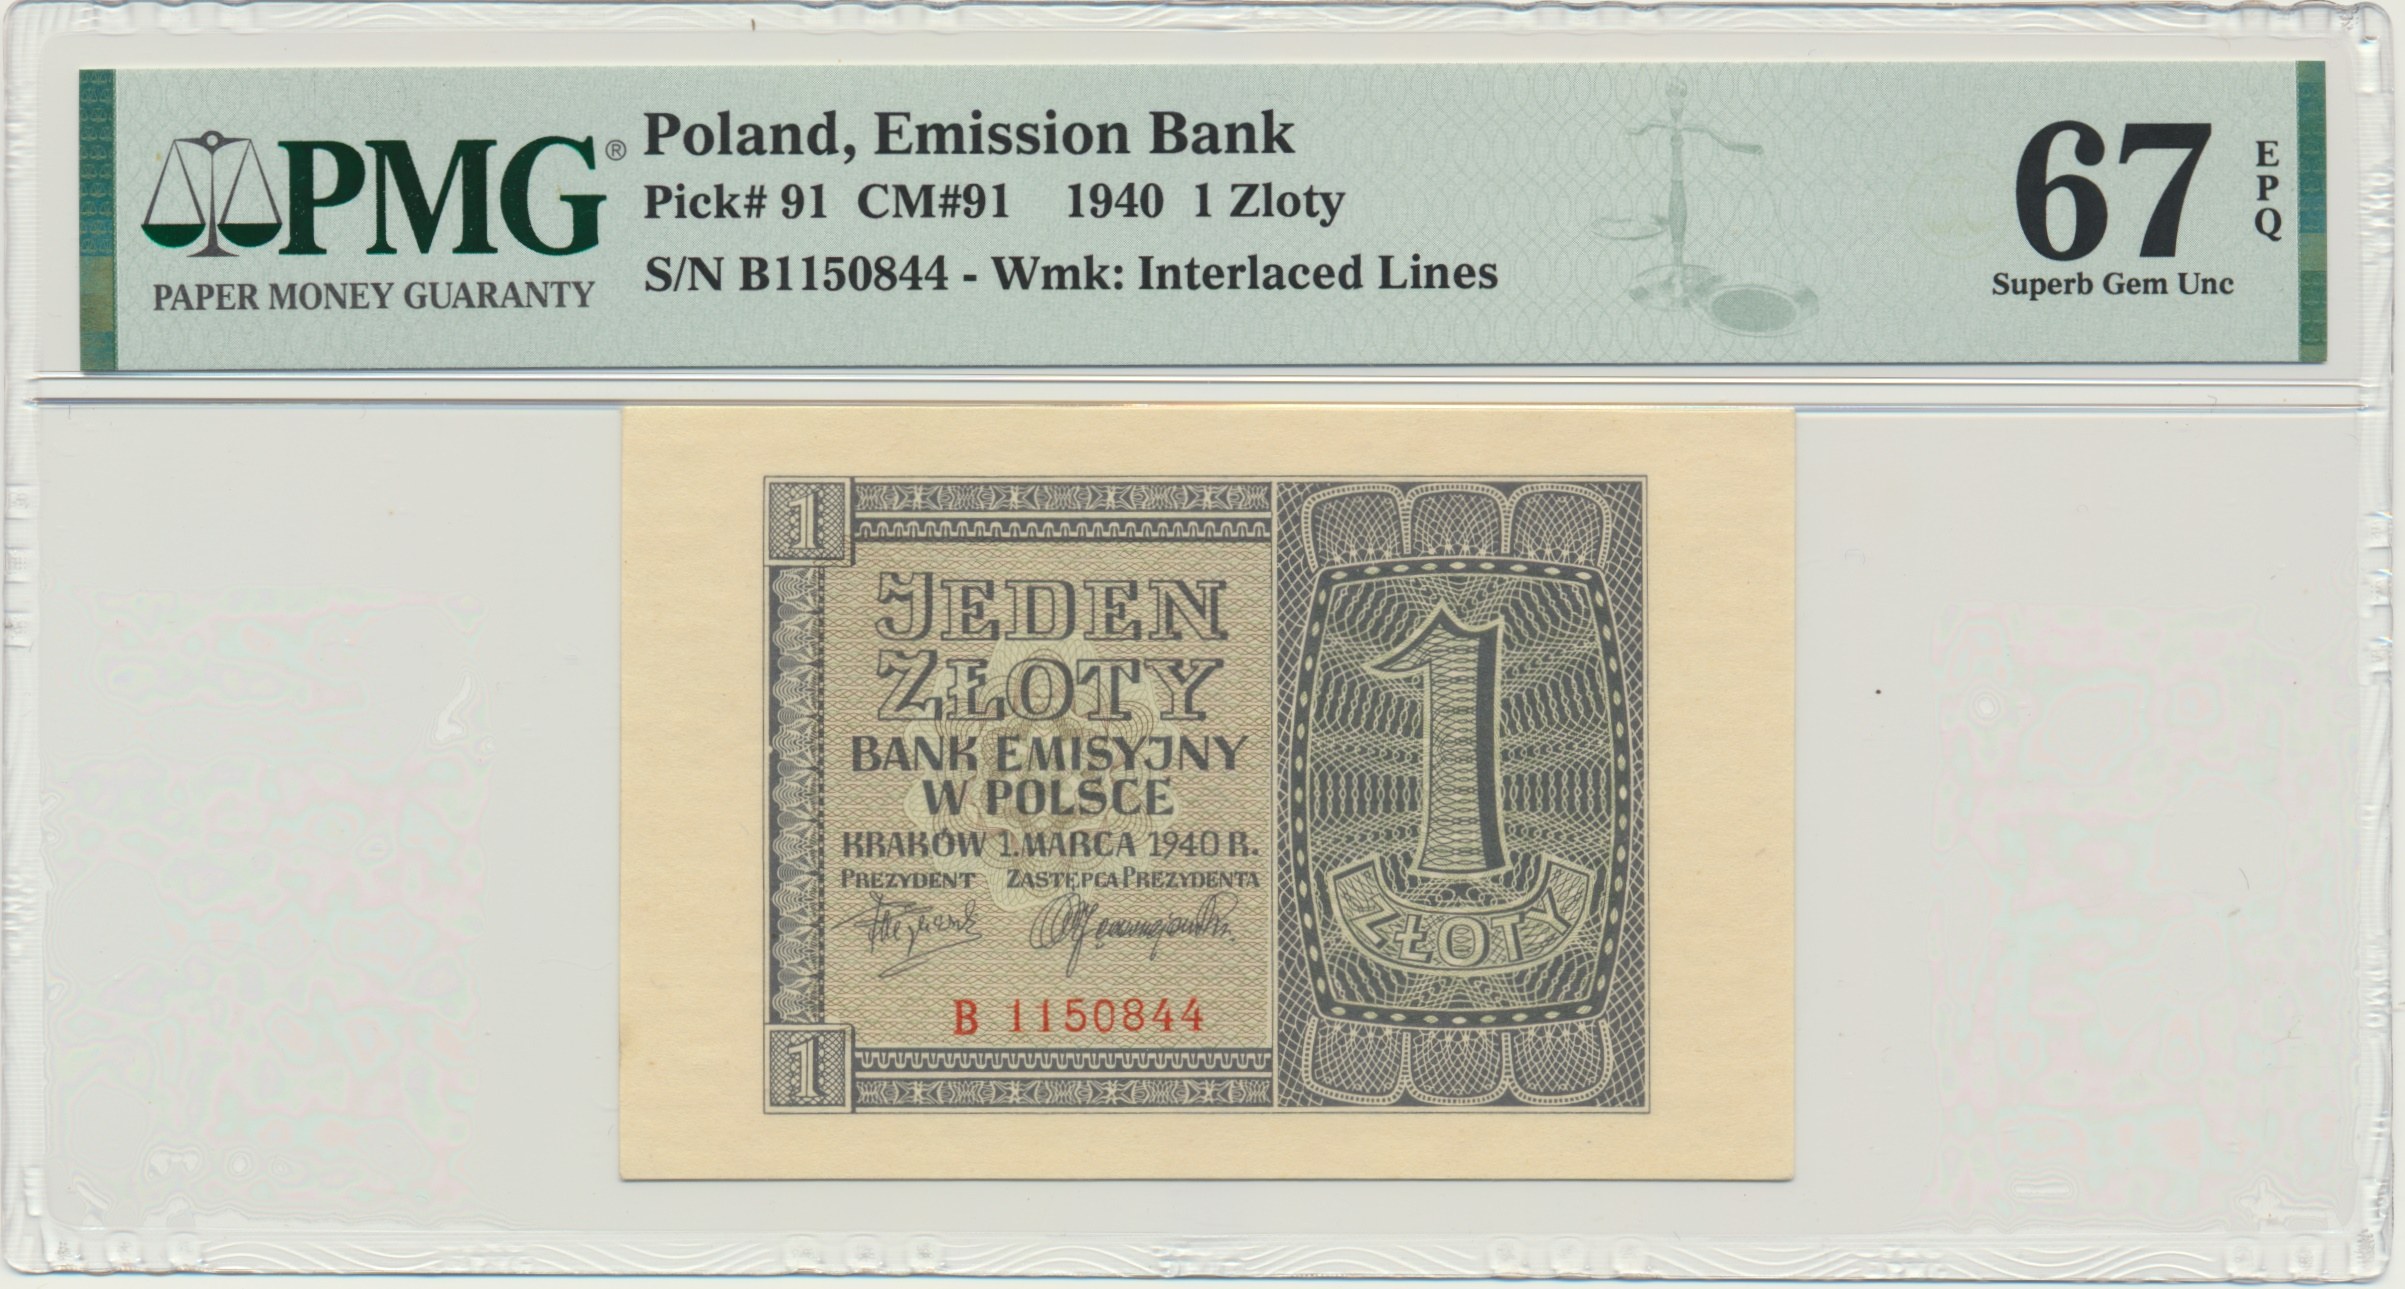 PMG®
PAPER MONEY GUARANTY
Poland, Emission Bank
Pick# 91 CM#91 1940 1 Zloty
S/N B1150844 - Wmk: Interlaced Lines
67
EPQ
Superb Gem Unc
1
JEDEN
ZŁOTY
BANK EMISYJNY
W POLSCE
KRAKÓW 1.MARCA 1940 R.
PREZYDENT ZASTĘPCA PREZYDENTA
B 1150844
1
1
ZŁOTY